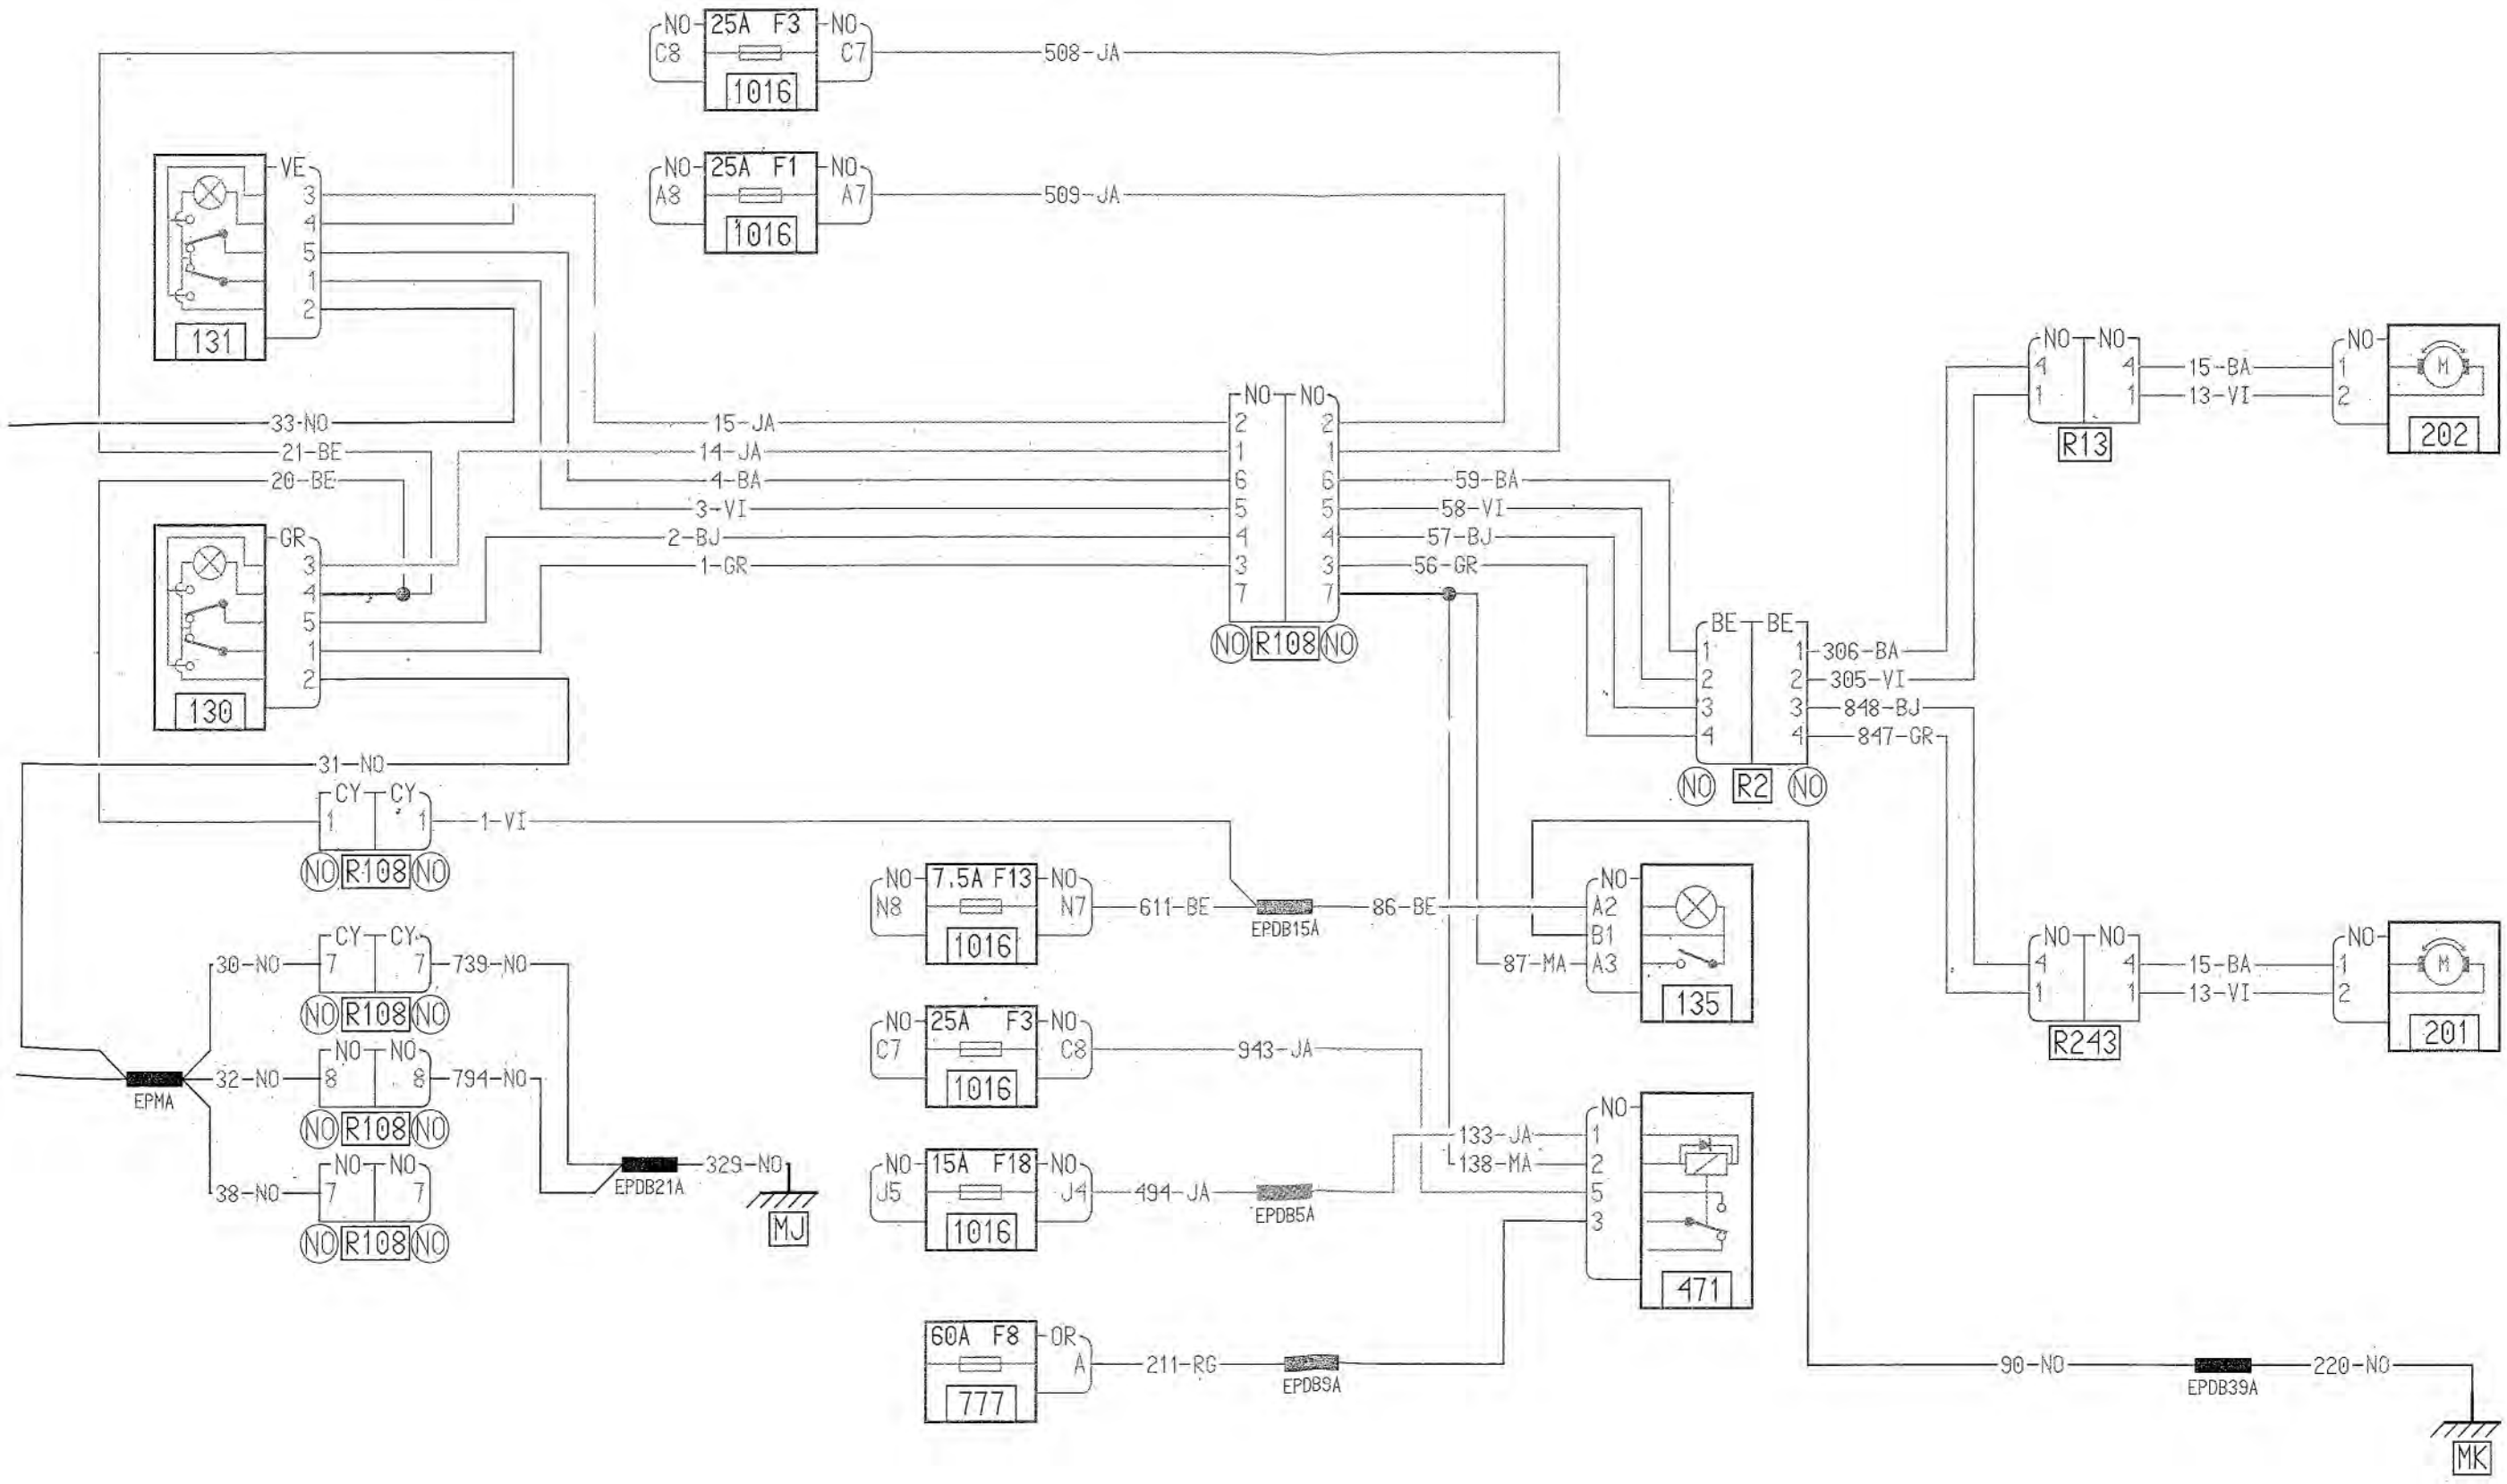 NO 25A F3 NO
C8 C7
1016
508-JA
NO 25A F1 NO
A8 A7
1016
509-JA
VE
3
4
5
1
2
131
33-NO
21-BE
20-BE
15-JA
14-JA
4-BA
3-VI
2-BJ
1-GR
GR
3
4
5
1
2
130
31-NO
NO NO
2 2
1 1
6 6
5 5
4 4
3 3
7 7
NO R108 NO
59-BA
58-VI
57-BJ
56-GR
BE BE
1 1
2 2
3 3
4 4
NO R2 NO
306-BA
305-VI
848-BJ
847-GR
NO NO
4 4
1 1
R13
15-BA
13-VI
NO
1
2
M
202
CY CY
1 1
NO R108 NO
1-VI
CY CY
7 7
NO R108 NO
30-NO
739-NO
NO NO
8 8
NO R108 NO
32-NO
794-NO
EPMA
NO NO
7 7
NO R108 NO
38-NO
EPDB21A
329-NO
MJ
NO 7.5A F13 NO
N8 N7
1016
611-BE
EPDB15A
86-BE
NO 25A F3 NO
C7 C8
1016
943-JA
NO 15A F18 NO
J5 J4
1016
494-JA
EPDB5A
60A F8 OR
A
777
211-RG
EPDB9A
NO
A2
B1
A3
87-MA
135
133-JA
138-MA
NO
1
2
5
3
471
NO NO
4 4
1 1
R243
15-BA
13-VI
NO
1
2
M
201
90-NO
EPDB39A
220-NO
MK